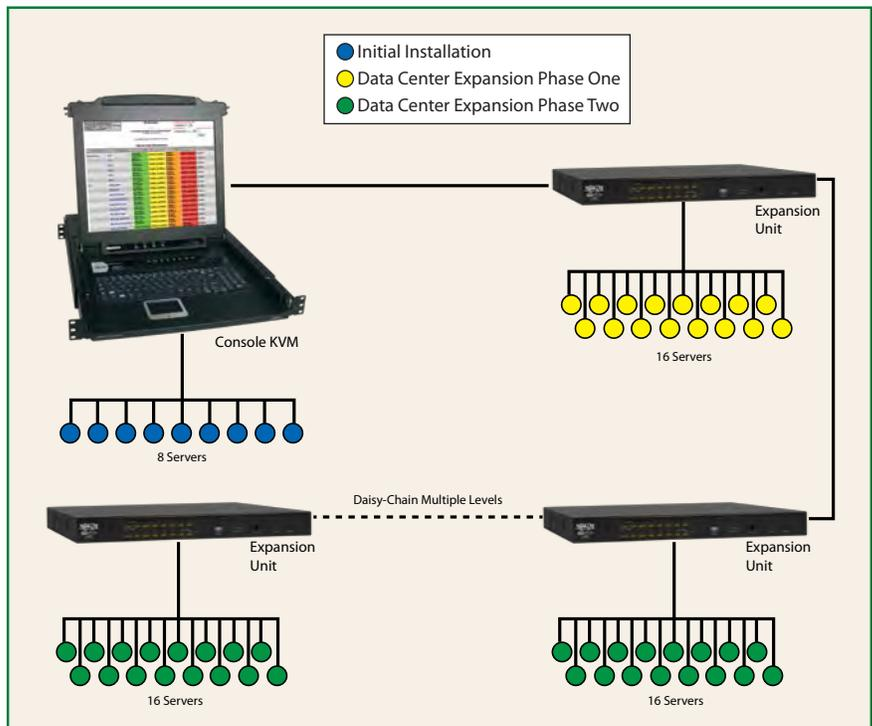 Initial Installation
Data Center Expansion Phase One
Data Center Expansion Phase Two
Expansion
Unit
Console KVM
16 Servers
8 Servers
Daisy-Chain Multiple Levels
Expansion
Unit
Expansion
Unit
16 Servers
16 Servers